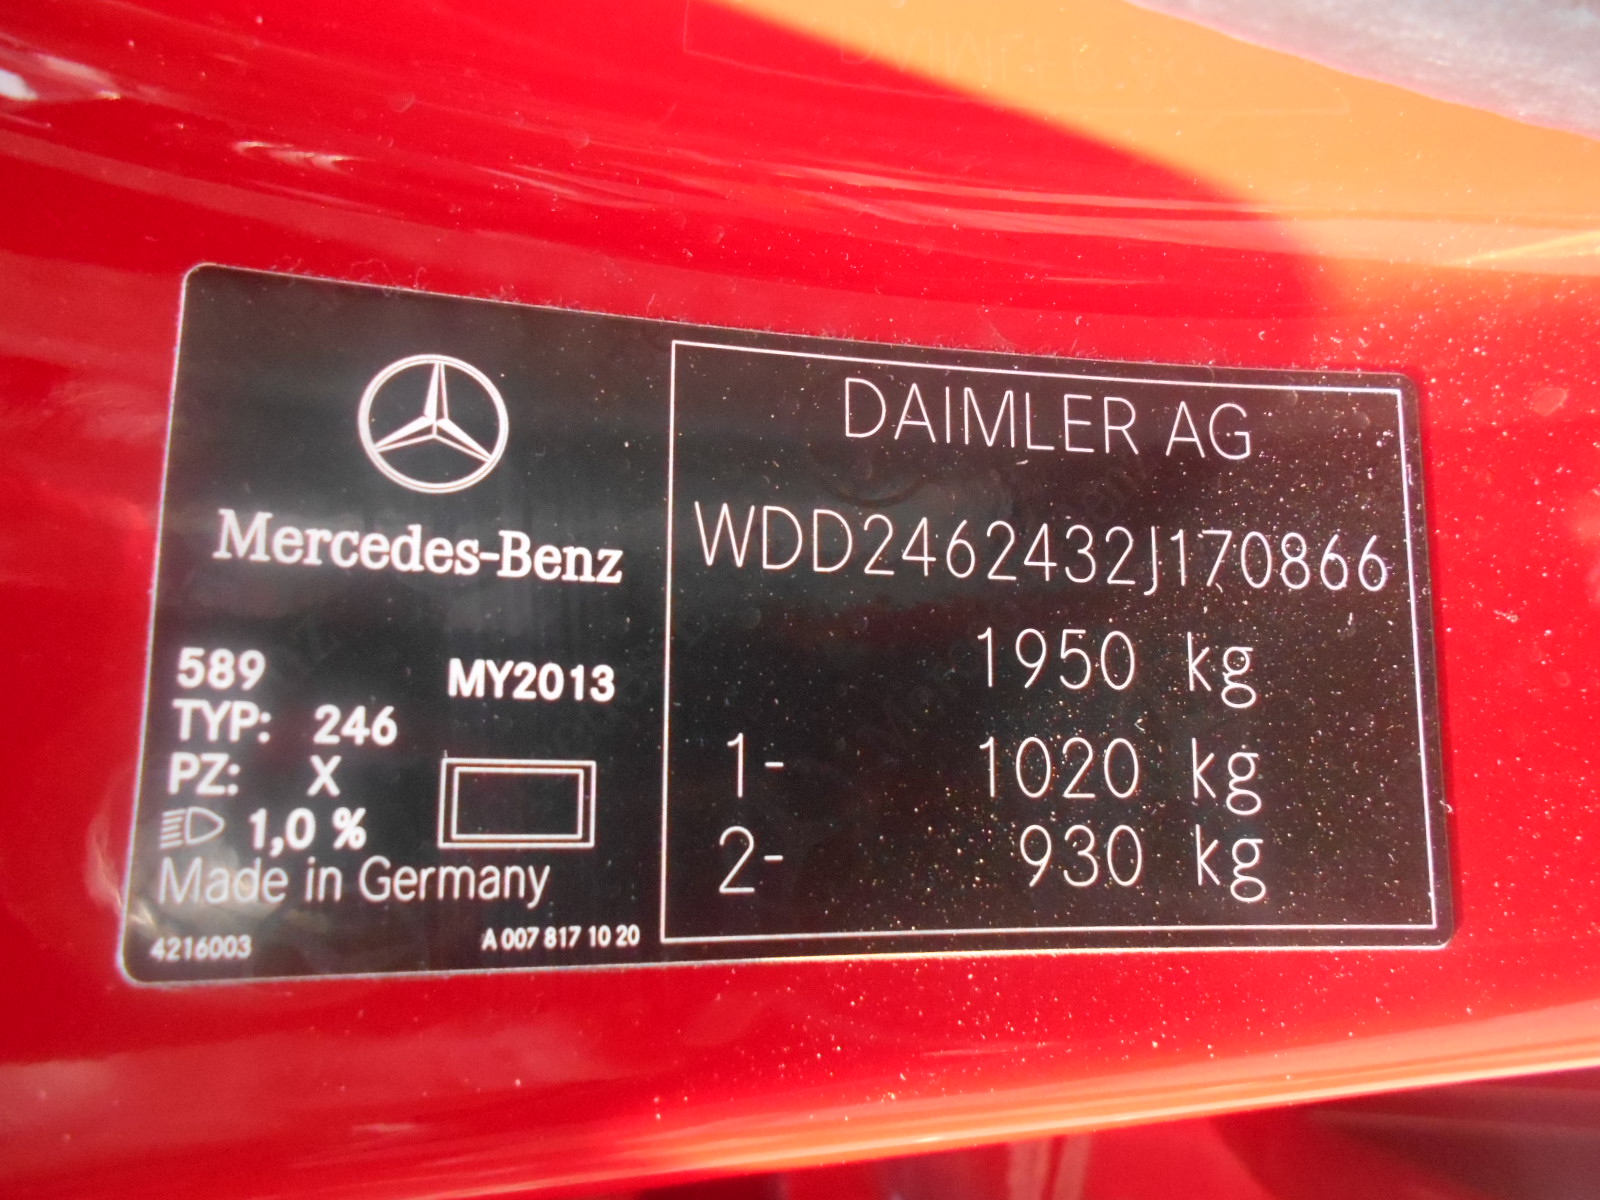 Mercedes-Benz
589 MY2013
TYP: 246
PZ: X
1,0 %
Made in Germany
4216003 A 007 817 10 20
DAIMLER AG
WDD2462432J170866
1950 kg
1- 1020 kg
2- 930 kg